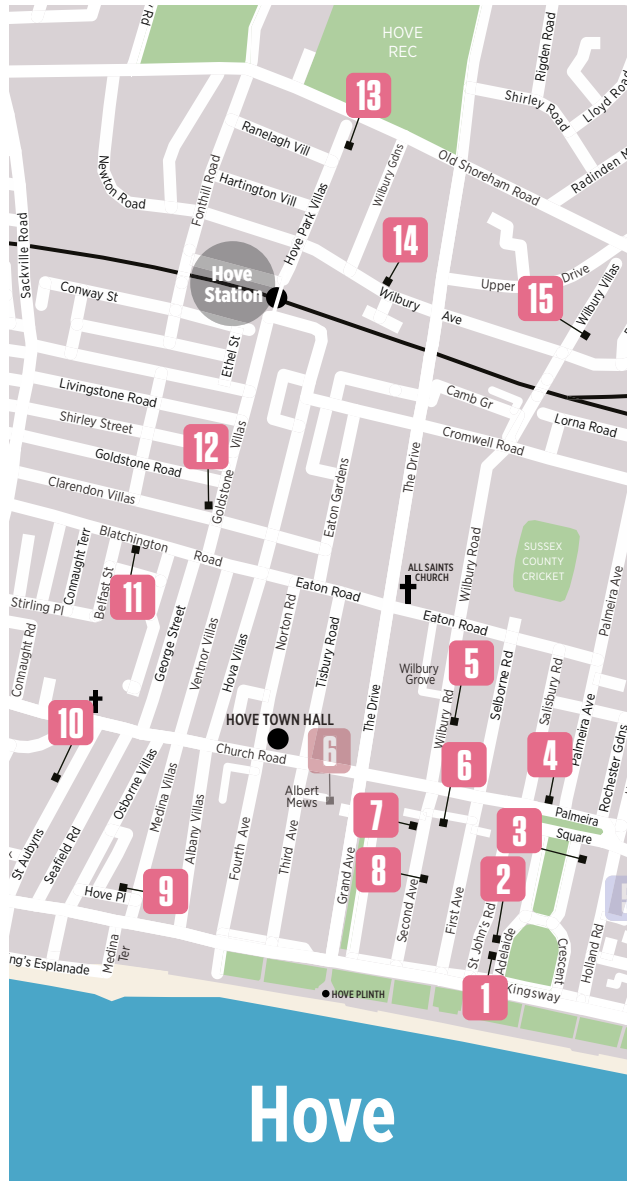 Rd
HOVE
REC
Rigden Road
Lloyd Road
Shirley Road
13
Ranelagh Vill
Old Shoreham Road
Radinden M
Newton Road
Fonthill Road
Hartington Vill
Hove Park Villas
Wilbury Gdns
Sackville Road
14
Hove
Station
Upper
Drive
Conway St
Wilbury
Ave
15
Wilbury Villas
Ethel St
Livingstone Road
Camb Gr
Shirley Street
Lorna Road
12
Goldstone Road
Goldstone
Villas
Cromwell Road
Clarendon Villas
Eaton Gardens
The Drive
Blatchington
Road
Connaught Terr
Belfast St
11
Stirling Pl
Eaton Road
ALL SAINTS
CHURCH
Wilbury Road
SUSSEX
COUNTY
CRICKET
Palmeira Ave
Eaton Road
Connaught Rd
George Street
Ventnor Villas
Hova Villas
Norton Rd
Tisbury Road
The Drive
Wilbury
Grove
5
Wilbury Rd
Selborne Rd
Salisbury Rd
Palmeira Ave
10
HOVE TOWN HALL
Church Road
6
6
4
Rochester Gdns
Osborne Villas
Medina Villas
Albany Villas
Albert
Mews
7
Palmeira
Square
3
St Aubyns
Seafield Rd
Fourth Ave
Third Ave
Grand Ave
8
Second Ave
First Ave
2
St John's Rd
Adelaide
Crescent
Holland Rd
P
Hove Pl
9
Medina
Ter
ng's Esplanade
1
Kingsway
HOVE PLINTH
Hove